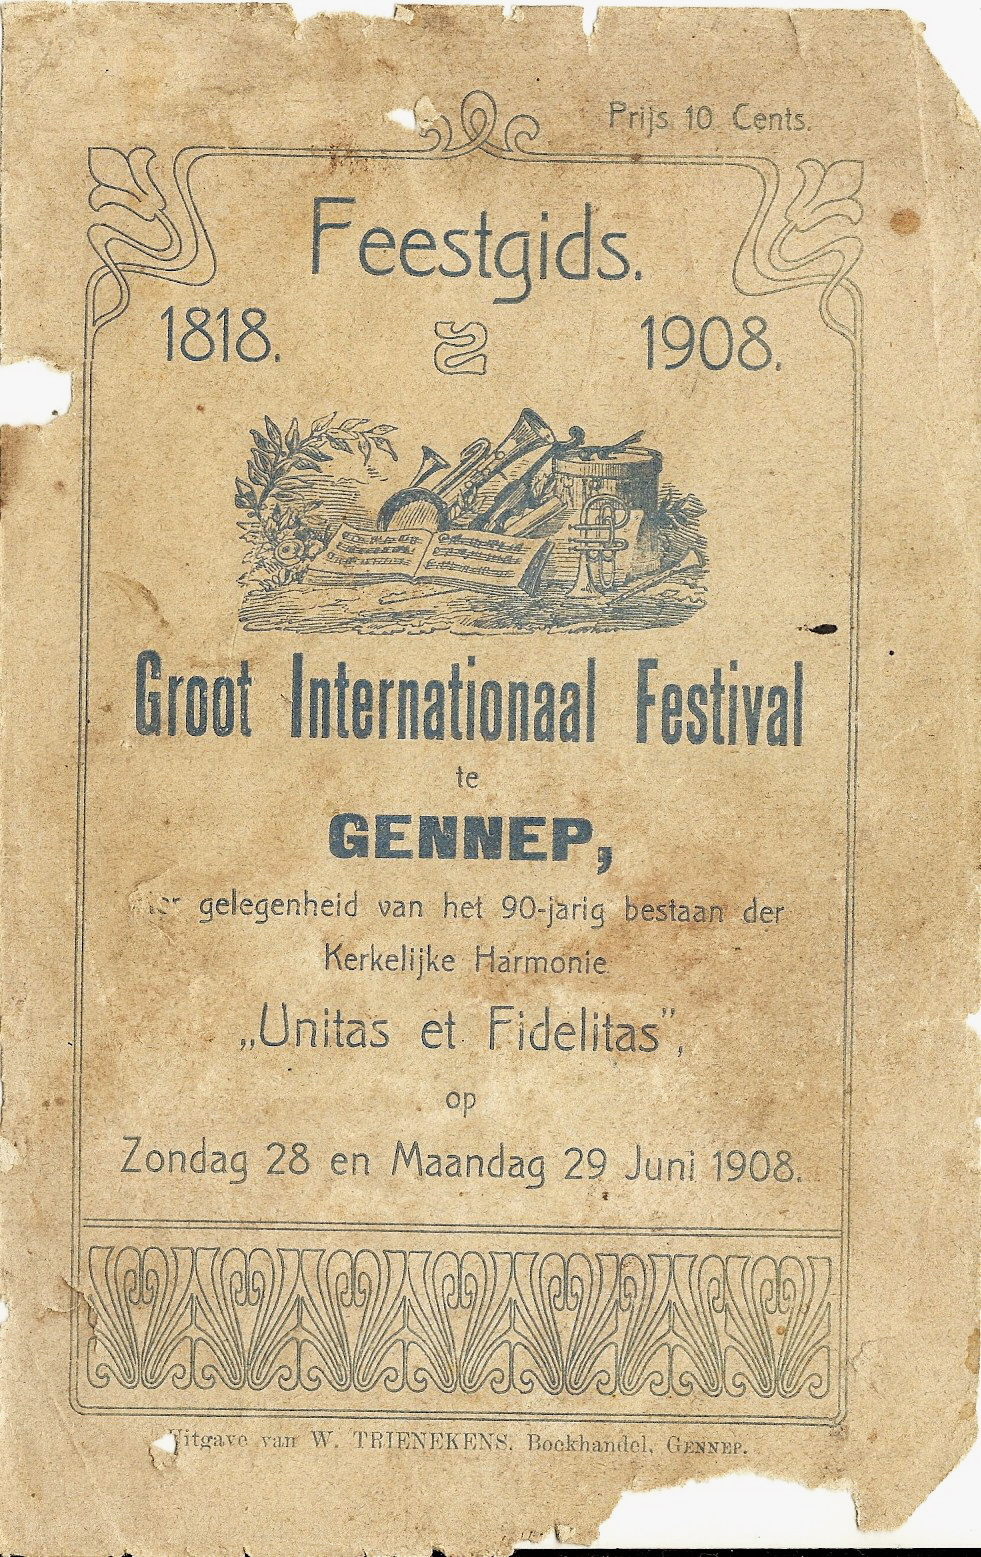 Prijs 10 Cents.
Feestgids.
1818. 1908.
Groot Internationaal Festival
te
GENNEP,
gelegenheid van het 90-jarig bestaan der
Kerkelijke Harmonie
„Unitas et Fidelitas”,
op
Zondag 28 en Maandag 29 Juni 1908.
Uitgave van W. TRIENEKENS, Boekhandel, GENNEP.